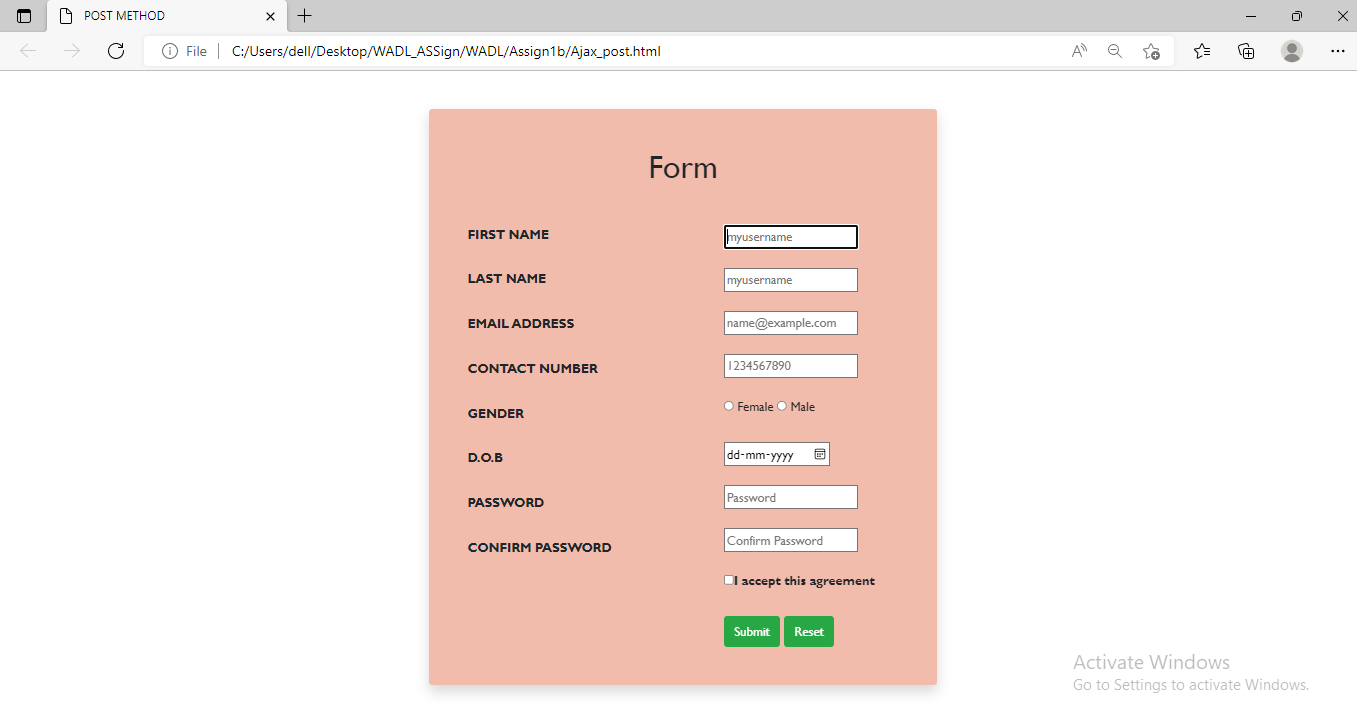 POST METHOD
File C:/Users/dell/Desktop/WADL_ASSign/WADL/Assign1b/Ajax_post.html
Form
FIRST NAME myusername
LAST NAME myusername
EMAIL ADDRESS name@example.com
CONTACT NUMBER 1234567890
GENDER Female Male
D.O.B dd-mm-yyyy
PASSWORD Password
CONFIRM PASSWORD Confirm Password
I accept this agreement
Submit Reset
Activate Windows
Go to Settings to activate Windows.